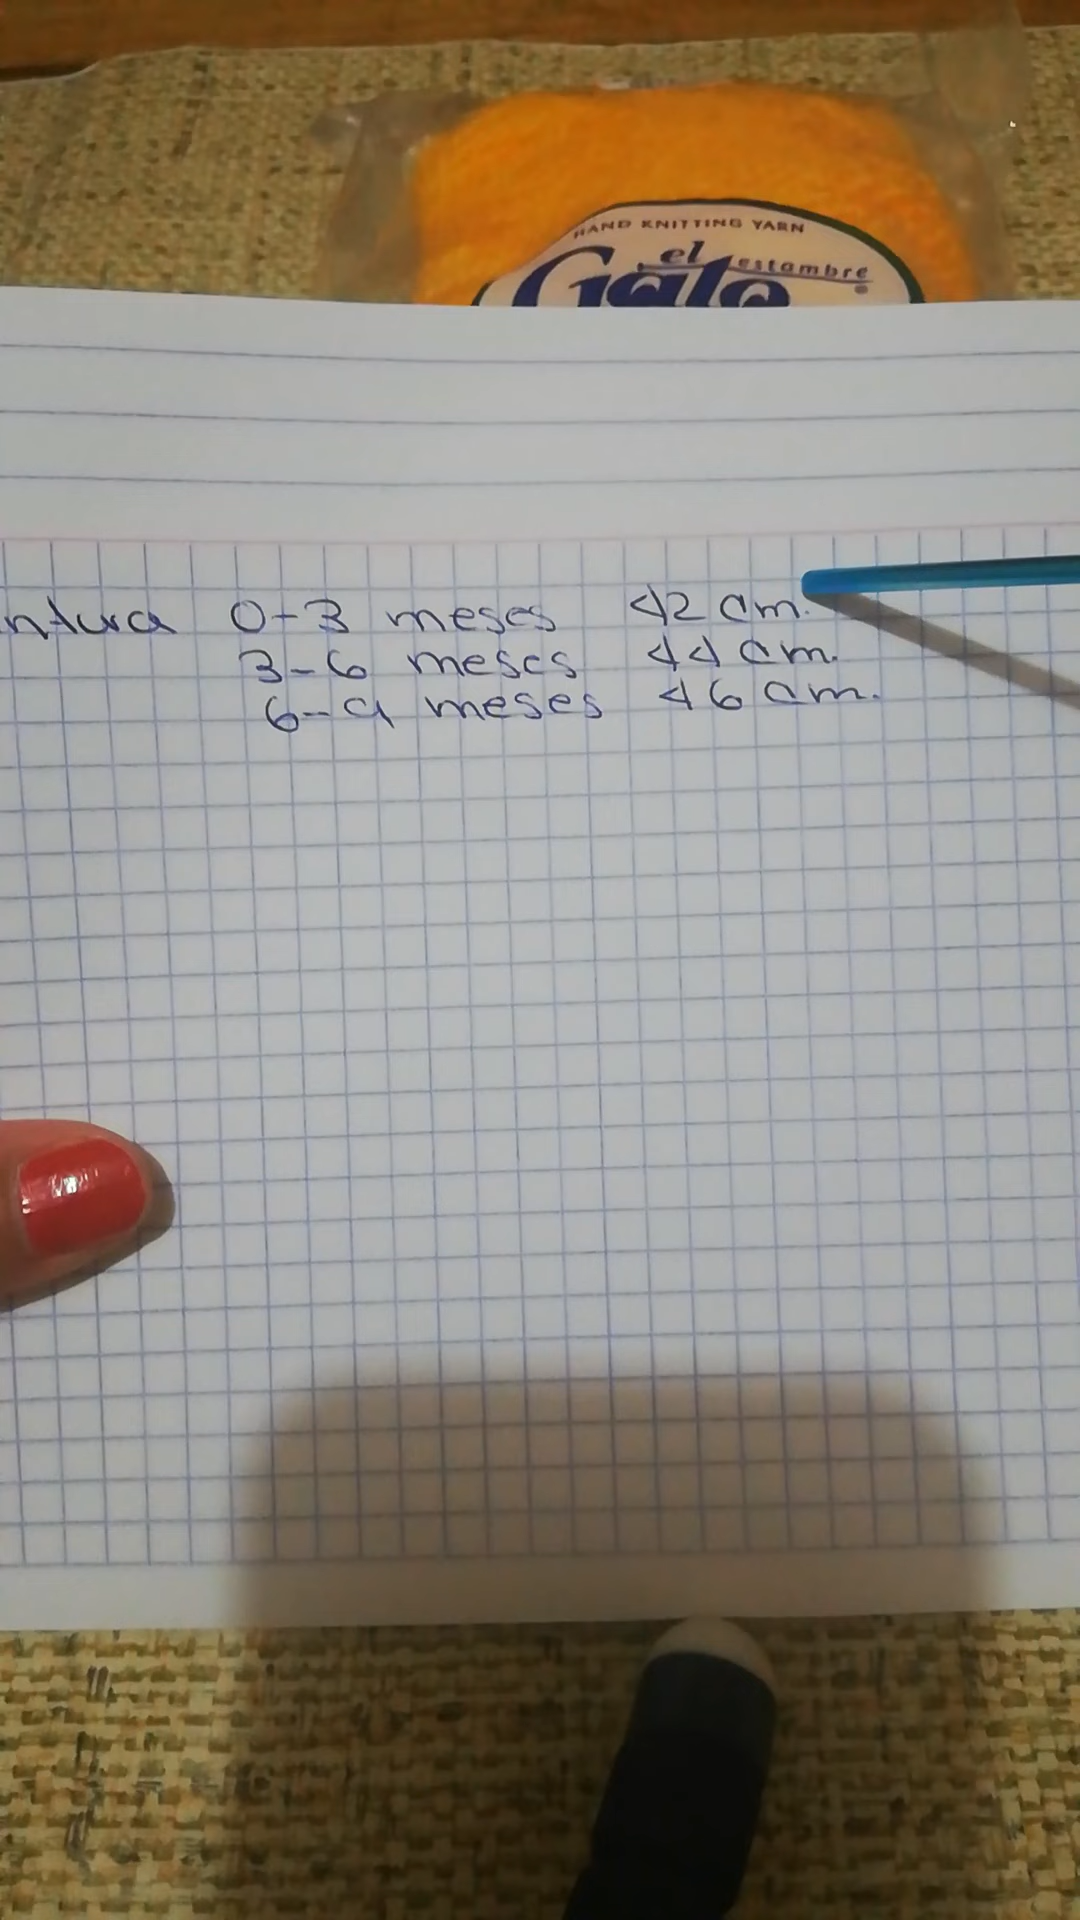 HAND KNITTING YARN
el
estambre
Gato
ntura 0-3 meses 42 cm.
3-6 meses 44 cm.
6-9 meses 46 cm.